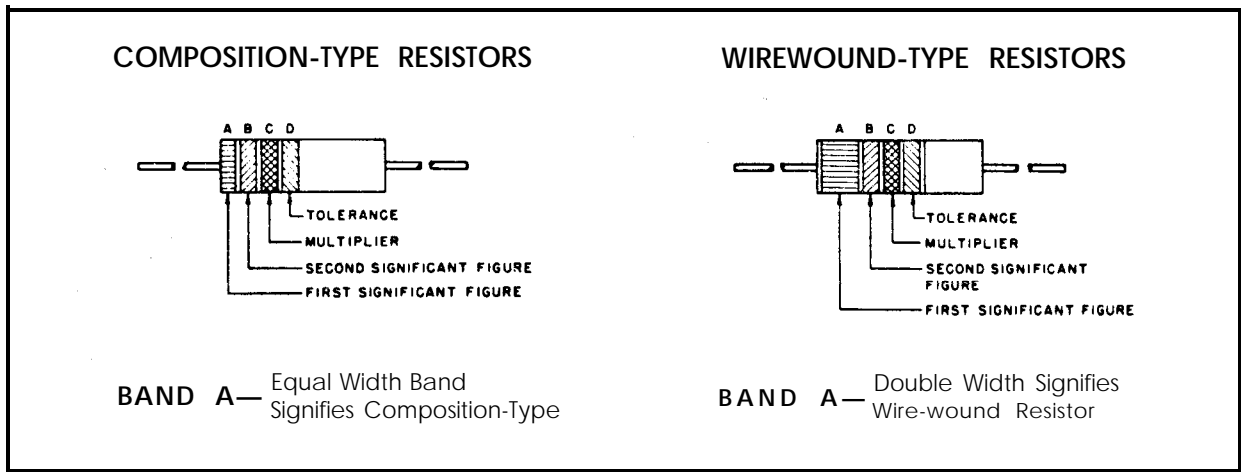 COMPOSITION-TYPE RESISTORS
A B C D
TOLERANCE
MULTIPLIER
SECOND SIGNIFICANT FIGURE
FIRST SIGNIFICANT FIGURE
BAND A— Equal Width Band
Signifies Composition-Type
WIREWOUND-TYPE RESISTORS
A B C D
TOLERANCE
MULTIPLIER
SECOND SIGNIFICANT
FIGURE
FIRST SIGNIFICANT FIGURE
BAND A— Double Width Signifies
Wire-wound Resistor